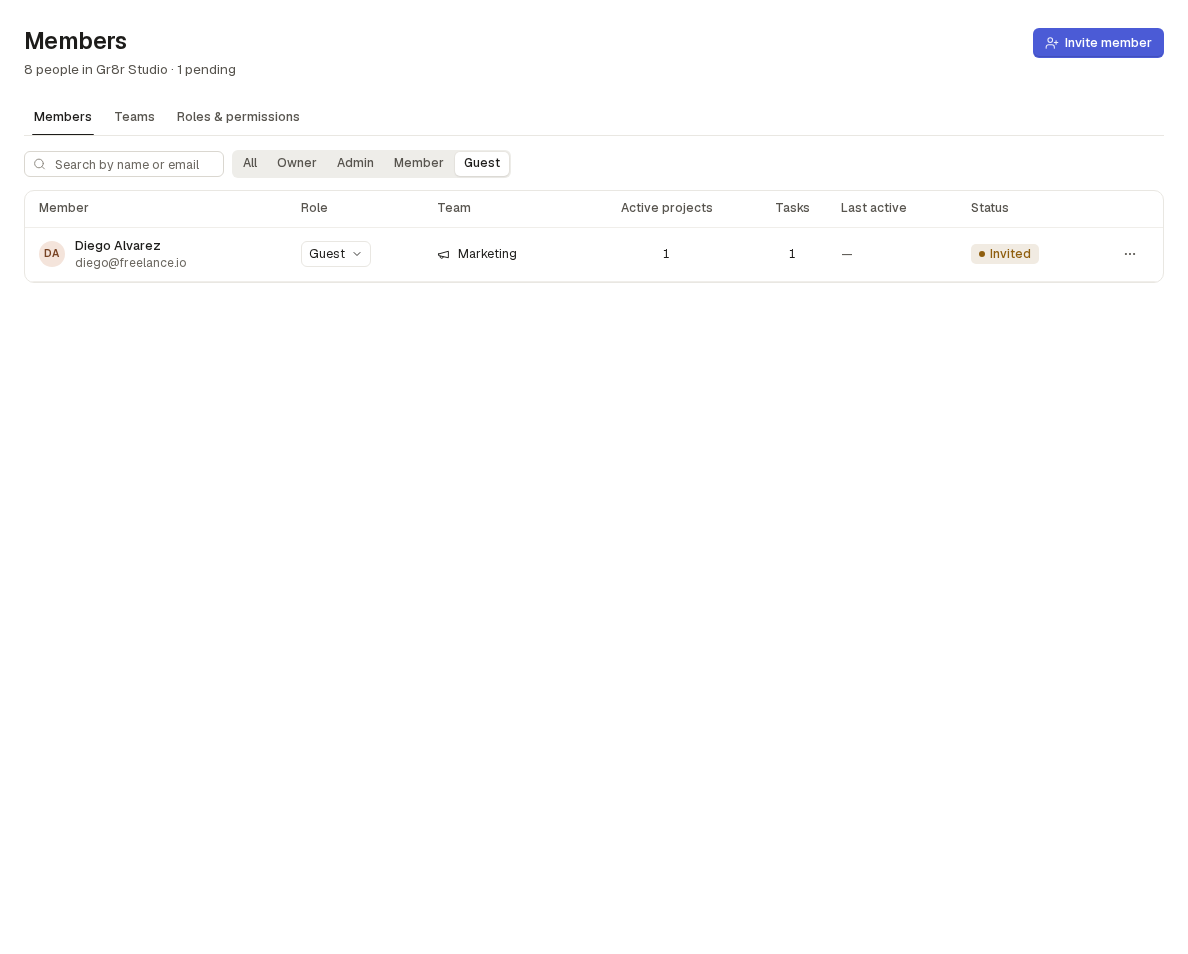 Members
Invite member
8 people in Gr8r Studio · 1 pending
Members Teams Roles & permissions
Search by name or email All Owner Admin Member Guest
Member Role Team Active projects Tasks Last active Status
DA Diego Alvarez Guest Marketing 1 1 — Invited ···
diego@freelance.io